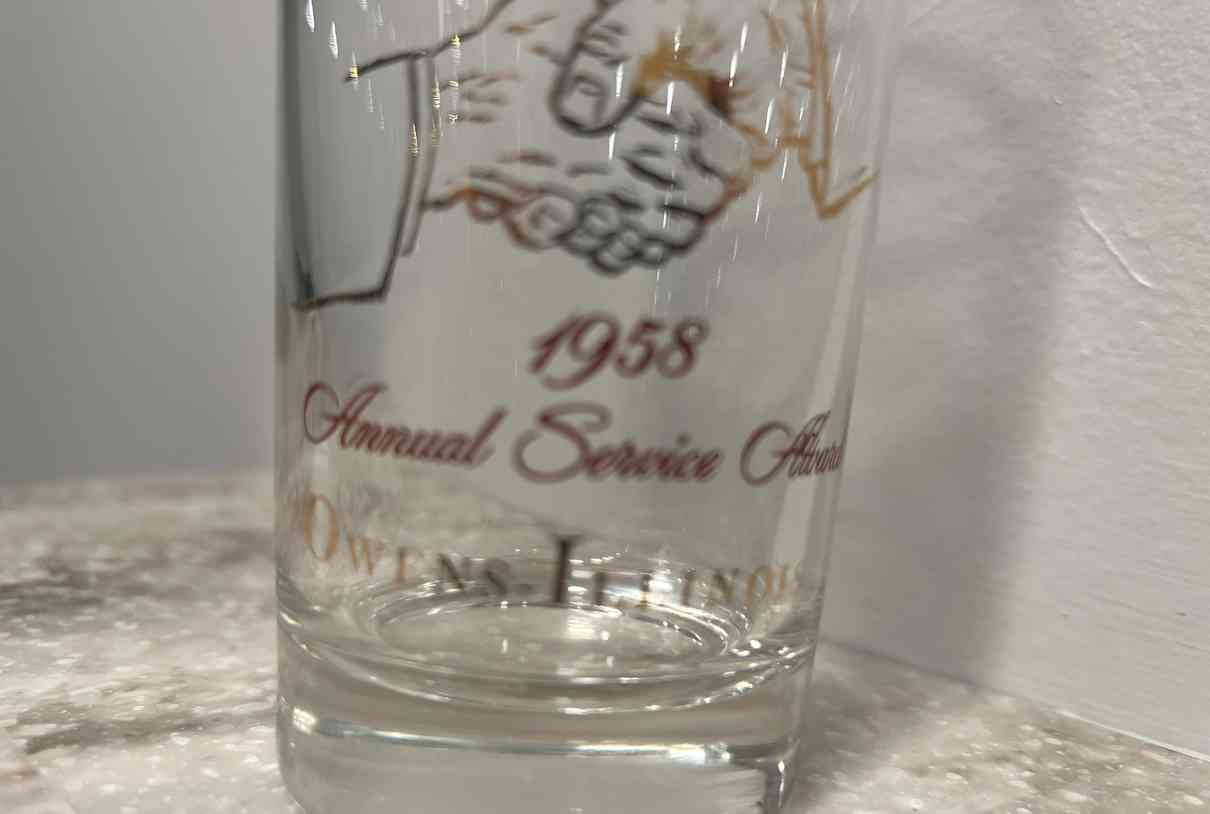 1958
Annual Service Award
OWENS-ILLINOIS